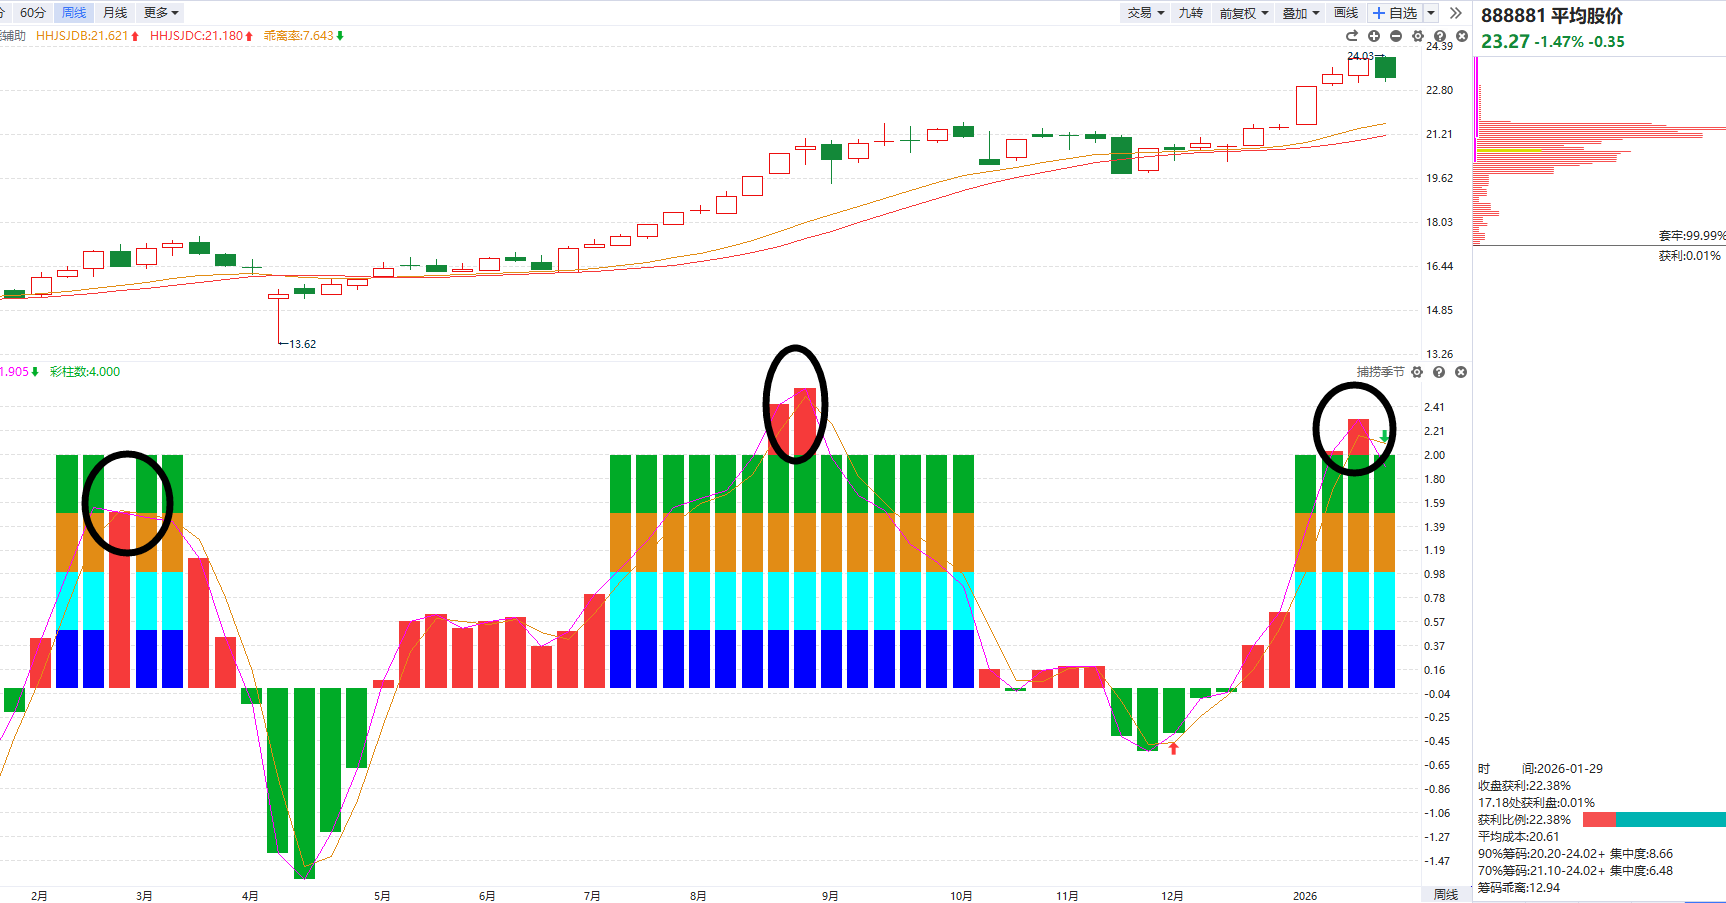 60分 周线 月线 更多 交易 九转 前复权 叠加 画线 +自选
888881 平均股价
23.27 -1.47% -0.35
辅助 HHJSJDB:21.621 HHJSJDC:21.180 乖离率:7.643
24.39
24.03
22.80
21.21
19.62
18.03
16.44
14.85
13.62
13.26
套牢:99.99%
获利:0.01%
1.905 彩柱数:4.000 捕捞季节
2.41
2.21
2.00
1.80
1.59
1.39
1.19
0.98
0.78
0.57
0.37
0.16
-0.04
-0.25
-0.45
-0.65
-0.86
-1.06
-1.27
-1.47
2月 3月 4月 5月 6月 7月 8月 9月 10月 11月 12月 2026 周线
时 间:2026-01-29
收盘获利:22.38%
17.18处获利盘:0.01%
获利比例:22.38%
平均成本:20.61
90%筹码:20.20-24.02+ 集中度:8.66
70%筹码:21.10-24.02+ 集中度:6.48
筹码乖离:12.94